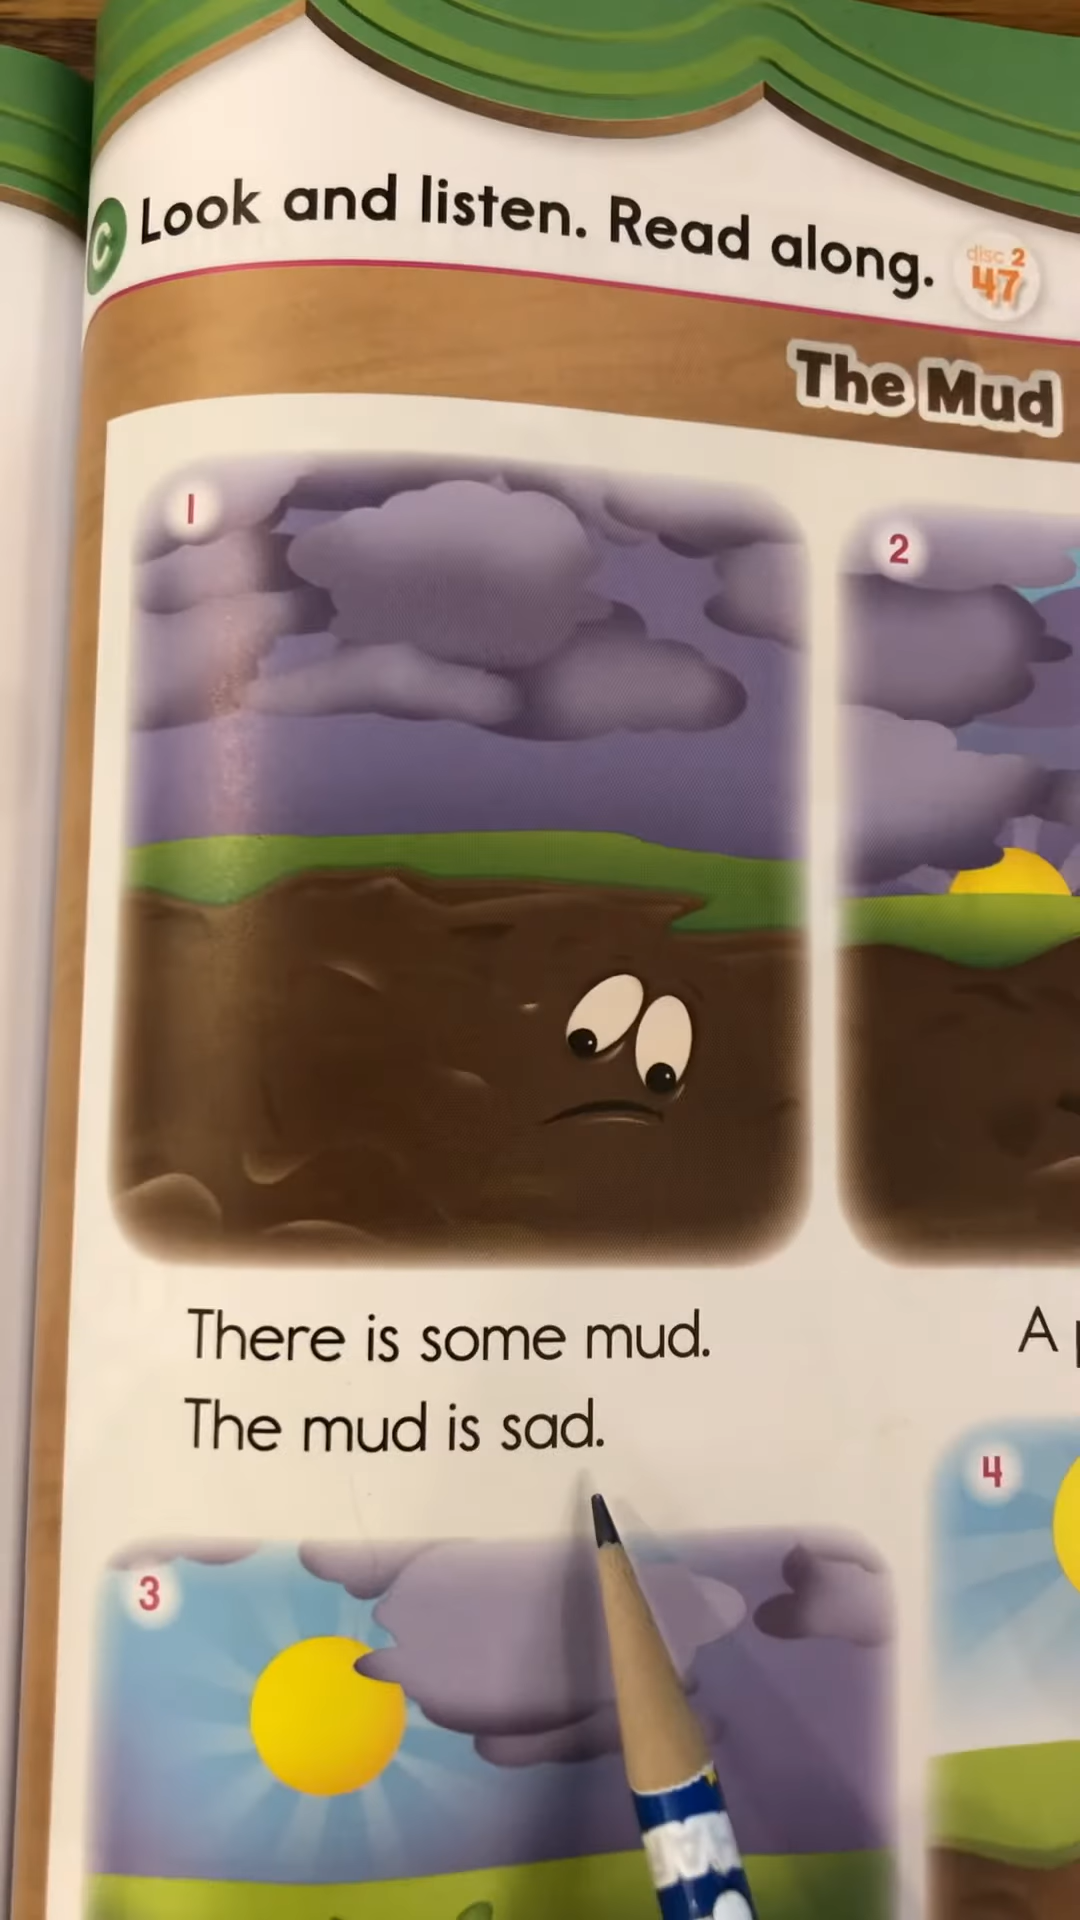 C Look and listen. Read along. disc 2 47
The Mud
1
2
There is some mud.
The mud is sad.
A
3
4